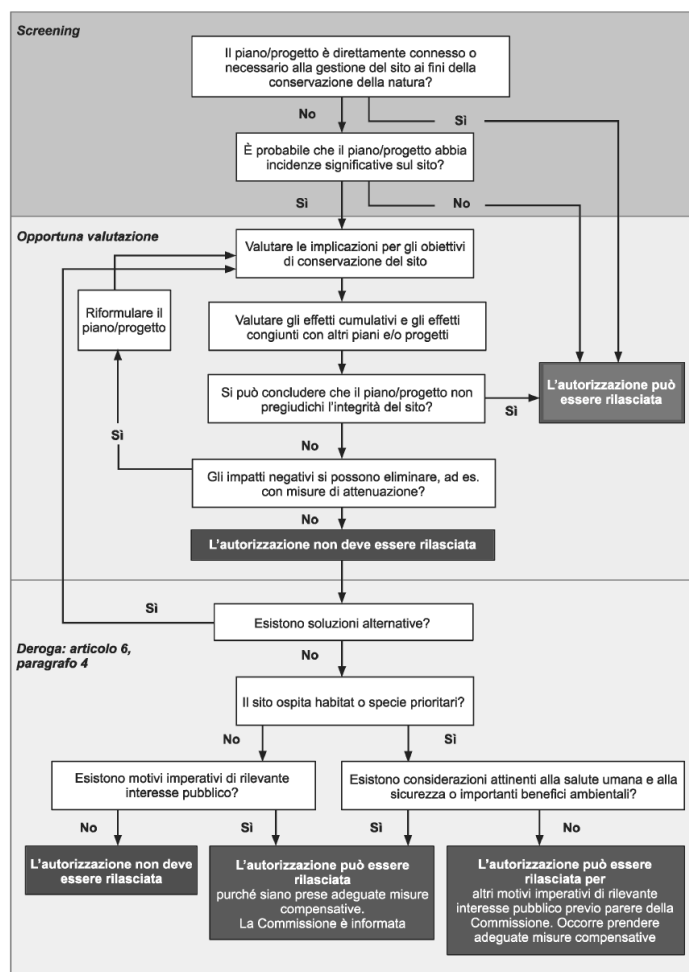 Screening
Il piano/progetto è direttamente connesso o
necessario alla gestione del sito ai fini della
conservazione della natura?
No
Sì
È probabile che il piano/progetto abbia
incidenze significative sul sito?
Sì
No
Opportuna valutazione
Valutare le implicazioni per gli obiettivi
di conservazione del sito
Riformulare il
piano/progetto
Valutare gli effetti cumulativi e gli effetti
congiunti con altri piani e/o progetti
Si può concludere che il piano/progetto non
pregiudichi l'integrità del sito?
Sì
L'autorizzazione può
essere rilasciata
Sì
No
Gli impatti negativi si possono eliminare, ad es.
con misure di attenuazione?
No
L'autorizzazione non deve essere rilasciata
Sì
Esistono soluzioni alternative?
Deroga: articolo 6,
paragrafo 4
No
Il sito ospita habitat o specie prioritari?
No
Sì
Esistono motivi imperativi di rilevante
interesse pubblico?
Esistono considerazioni attinenti alla salute umana e alla
sicurezza o importanti benefici ambientali?
No
Sì
Sì
No
L'autorizzazione non deve
essere rilasciata
L'autorizzazione può essere
rilasciata
purché siano prese adeguate misure
compensative.
La Commissione è informata
L'autorizzazione può essere
rilasciata per
altri motivi imperativi di rilevante
interesse pubblico previo parere della
Commissione. Occorre prendere
adeguate misure compensative